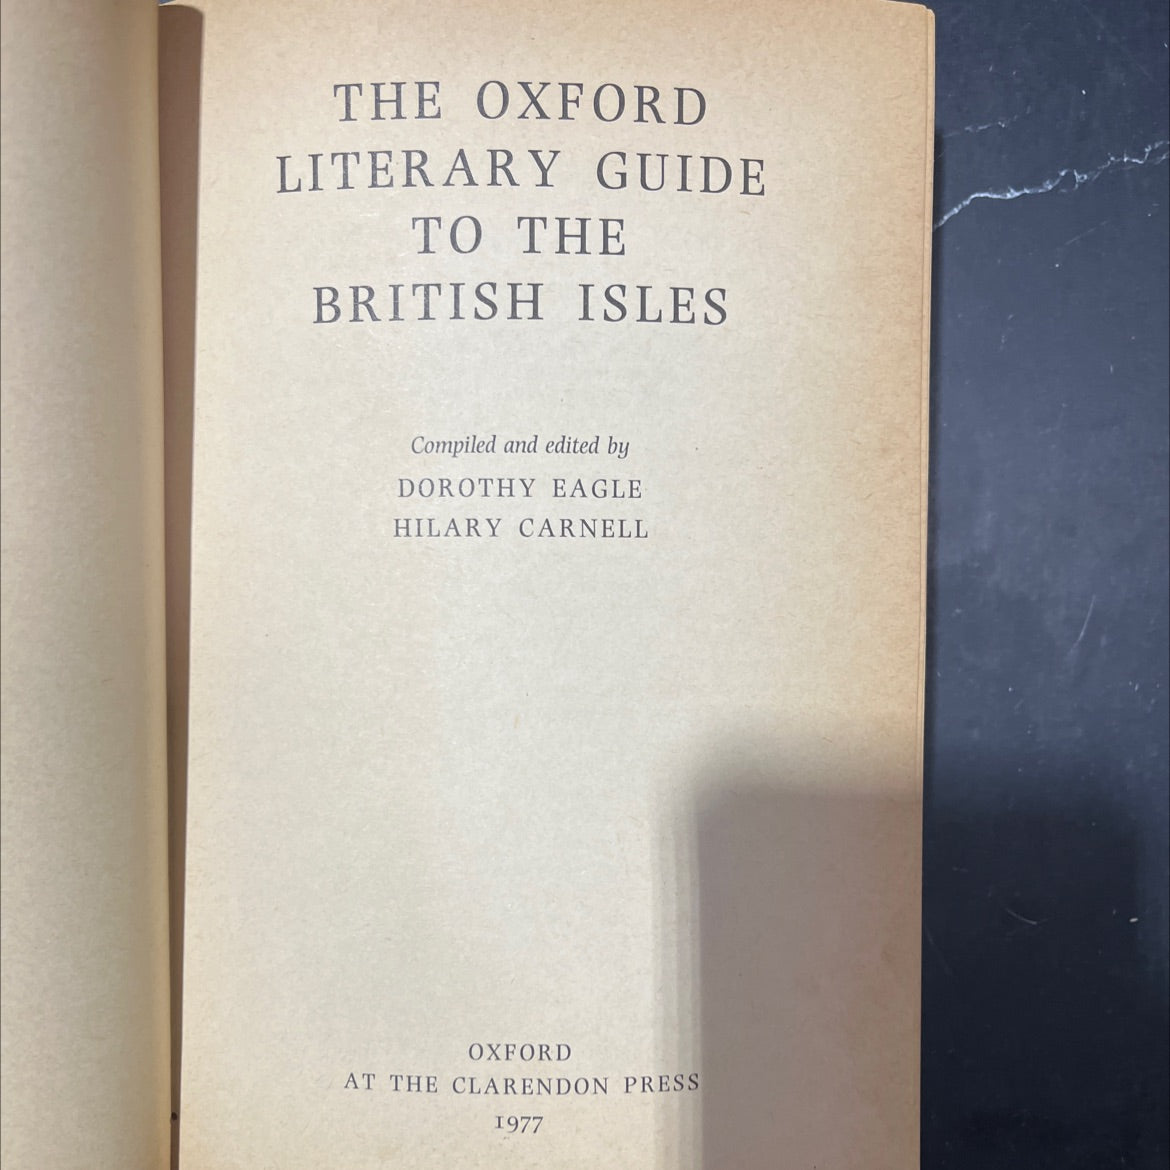 THE OXFORD
LITERARY GUIDE
TO THE
BRITISH ISLES
Compiled and edited by
DOROTHY EAGLE
HILARY CARNELL
OXFORD
AT THE CLARENDON PRESS
1977